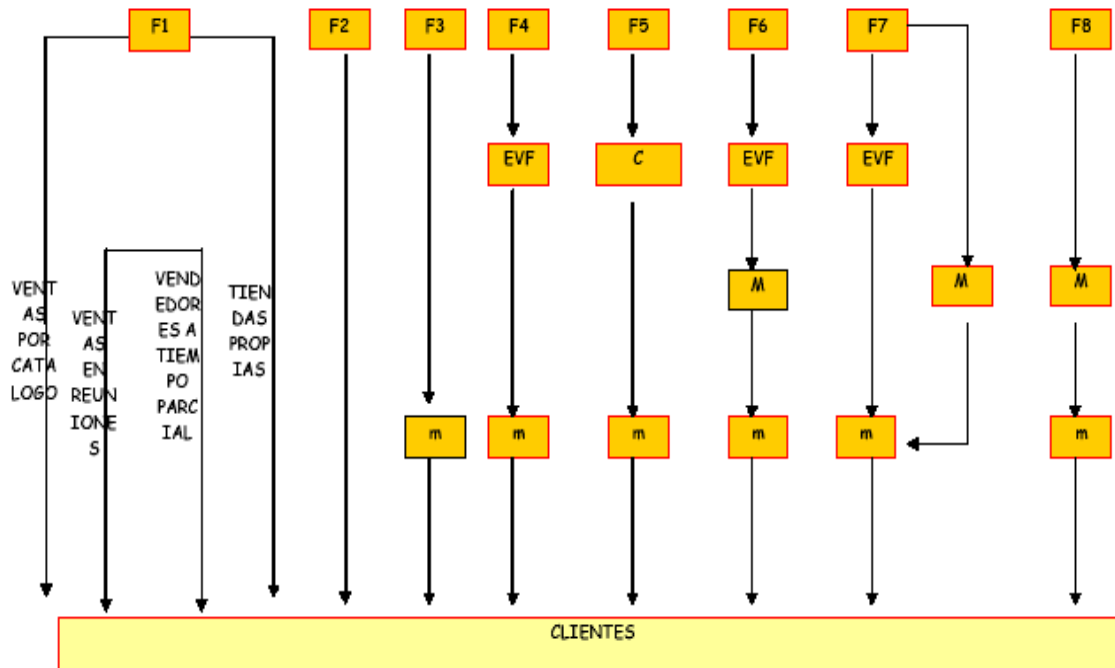 F1
F2
F3
F4
F5
F6
F7
F8
EVF
C
EVF
EVF
VENT
AS
POR
CATA
LOGO
VENT
AS
EN
REUN
IONE
S
VEND
EDOR
ES A
TIEM
PO
PARC
IAL
TIEN
DAS
PROP
IAS
M
M
M
m
m
m
m
m
m
CLIENTES